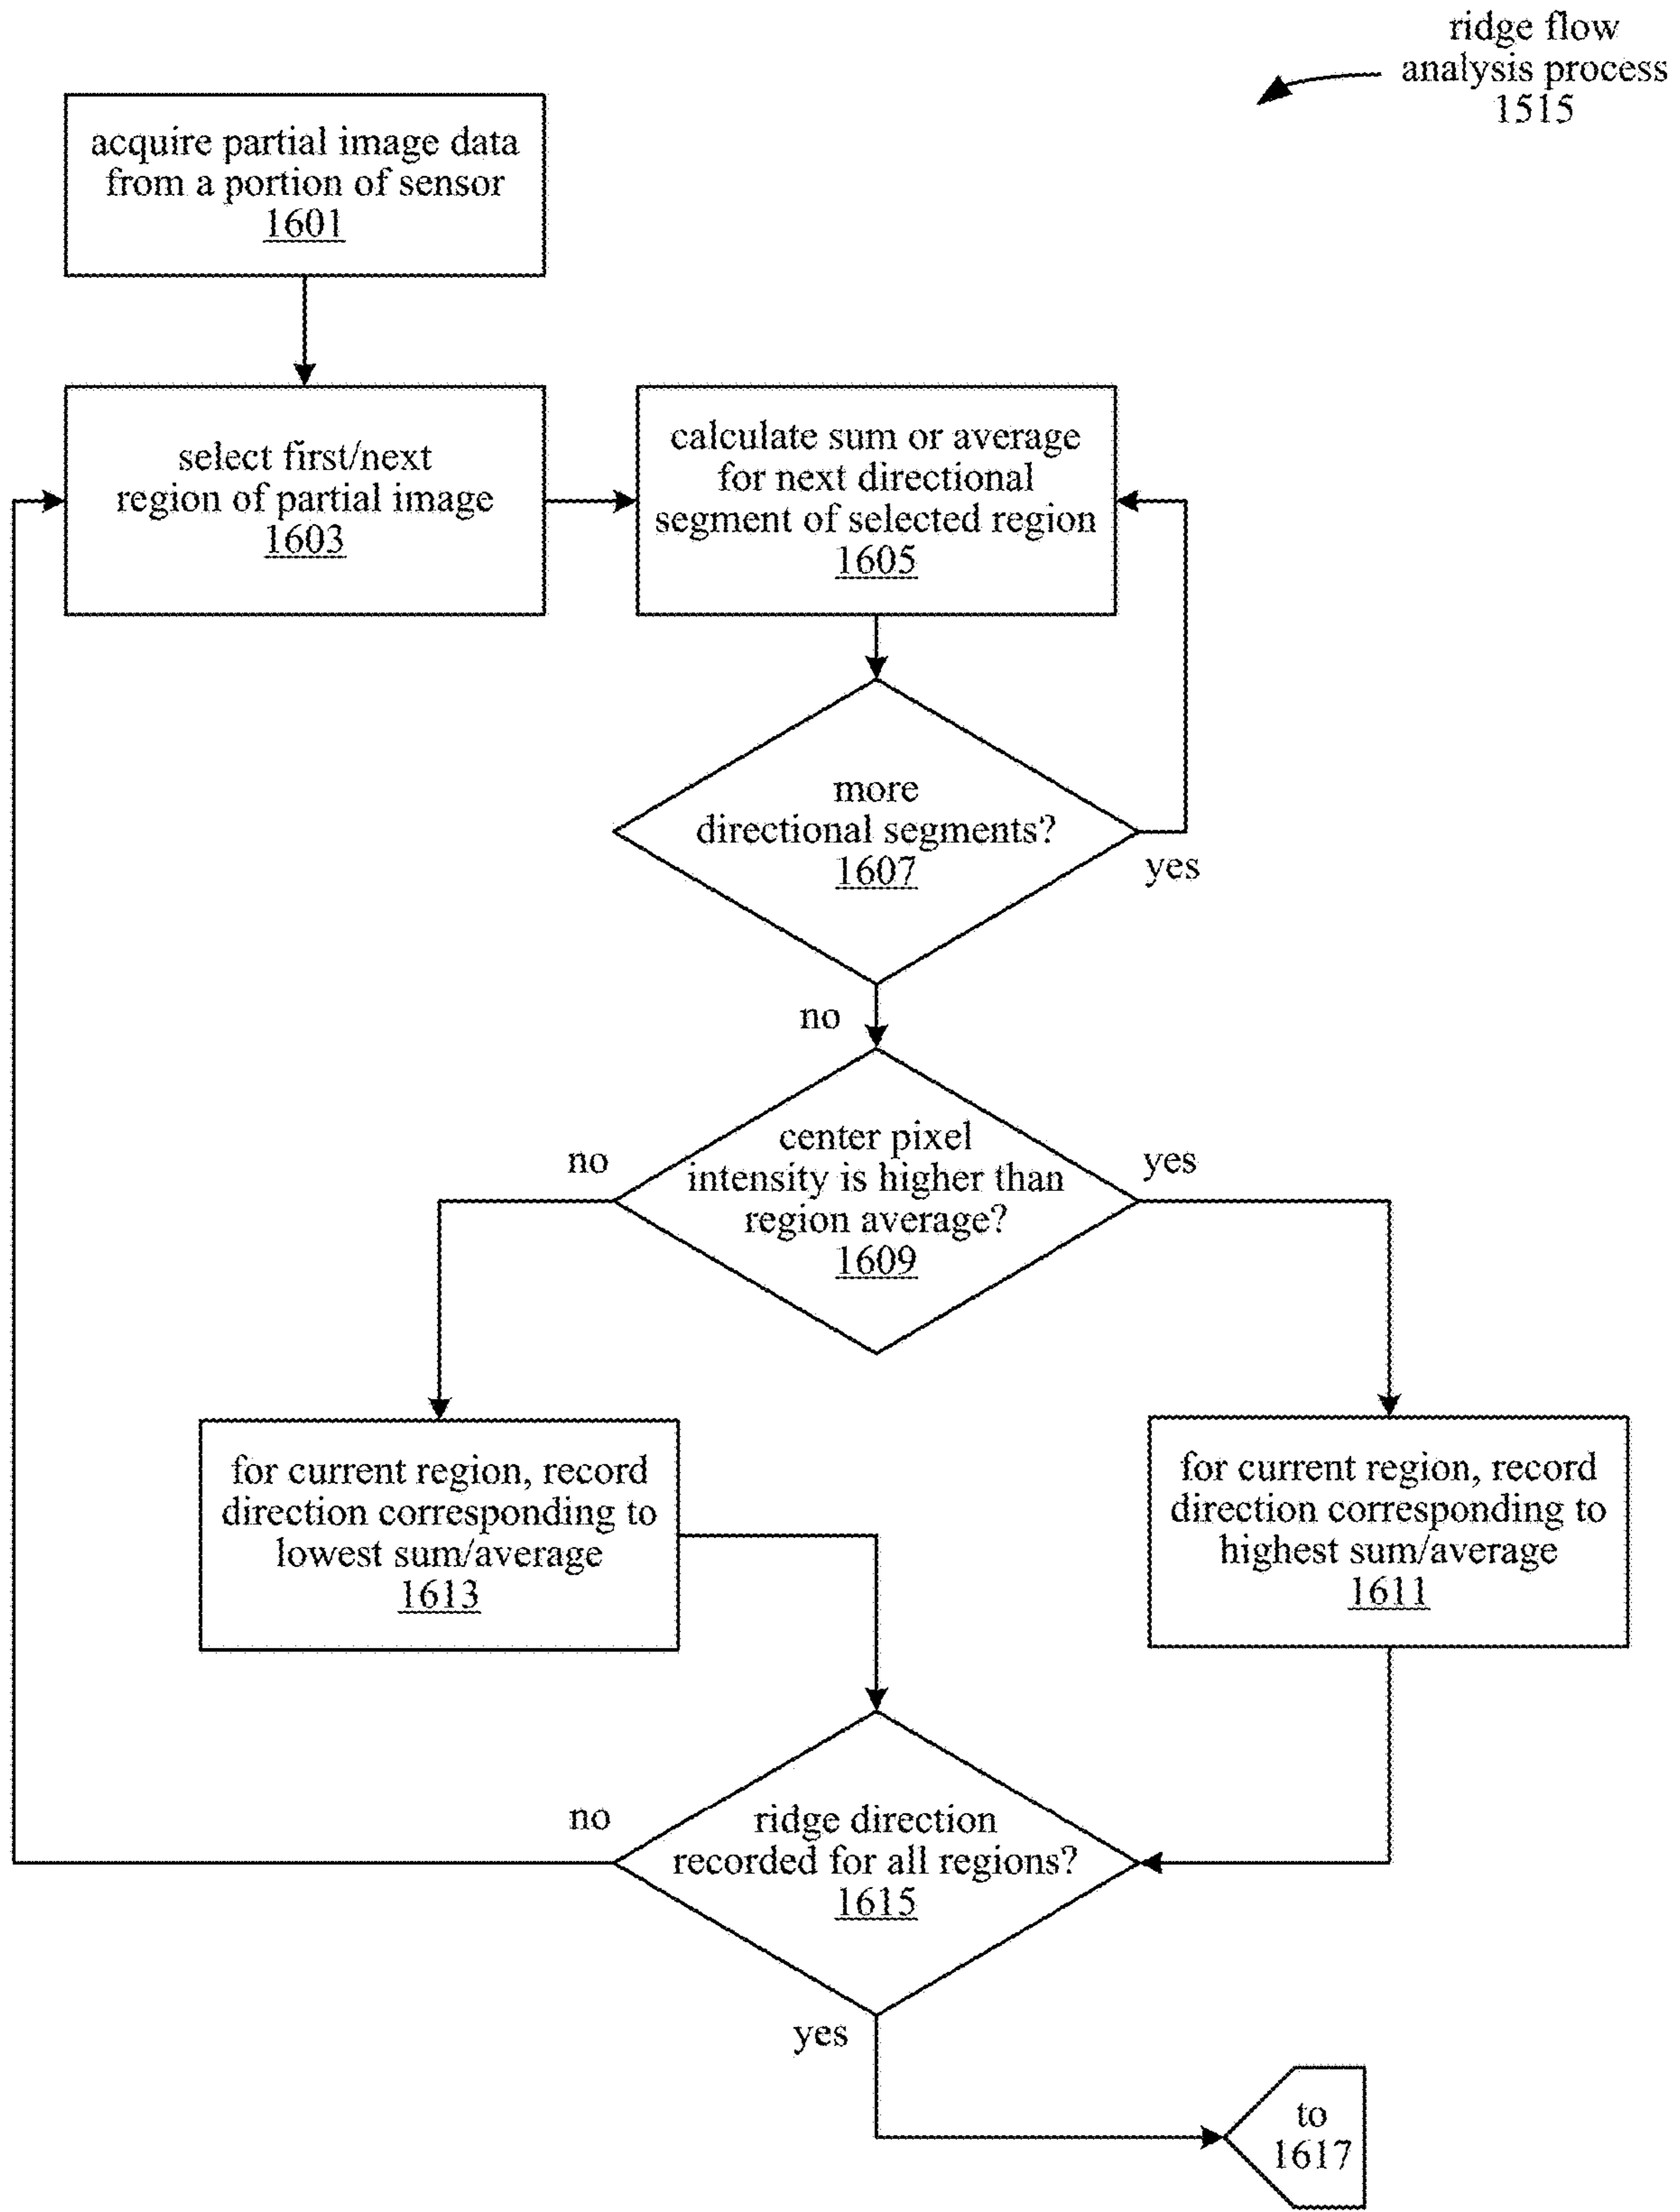 ridge flow
analysis process
1515
acquire partial image data
from a portion of sensor
1601
select first/next
region of partial image
1603
calculate sum or average
for next directional
segment of selected region
1605
more
directional segments?
1607
yes
no
center pixel
intensity is higher than
region average?
1609
no
yes
for current region, record
direction corresponding to
lowest sum/average
1613
for current region, record
direction corresponding to
highest sum/average
1611
ridge direction
recorded for all regions?
1615
no
yes
to
1617